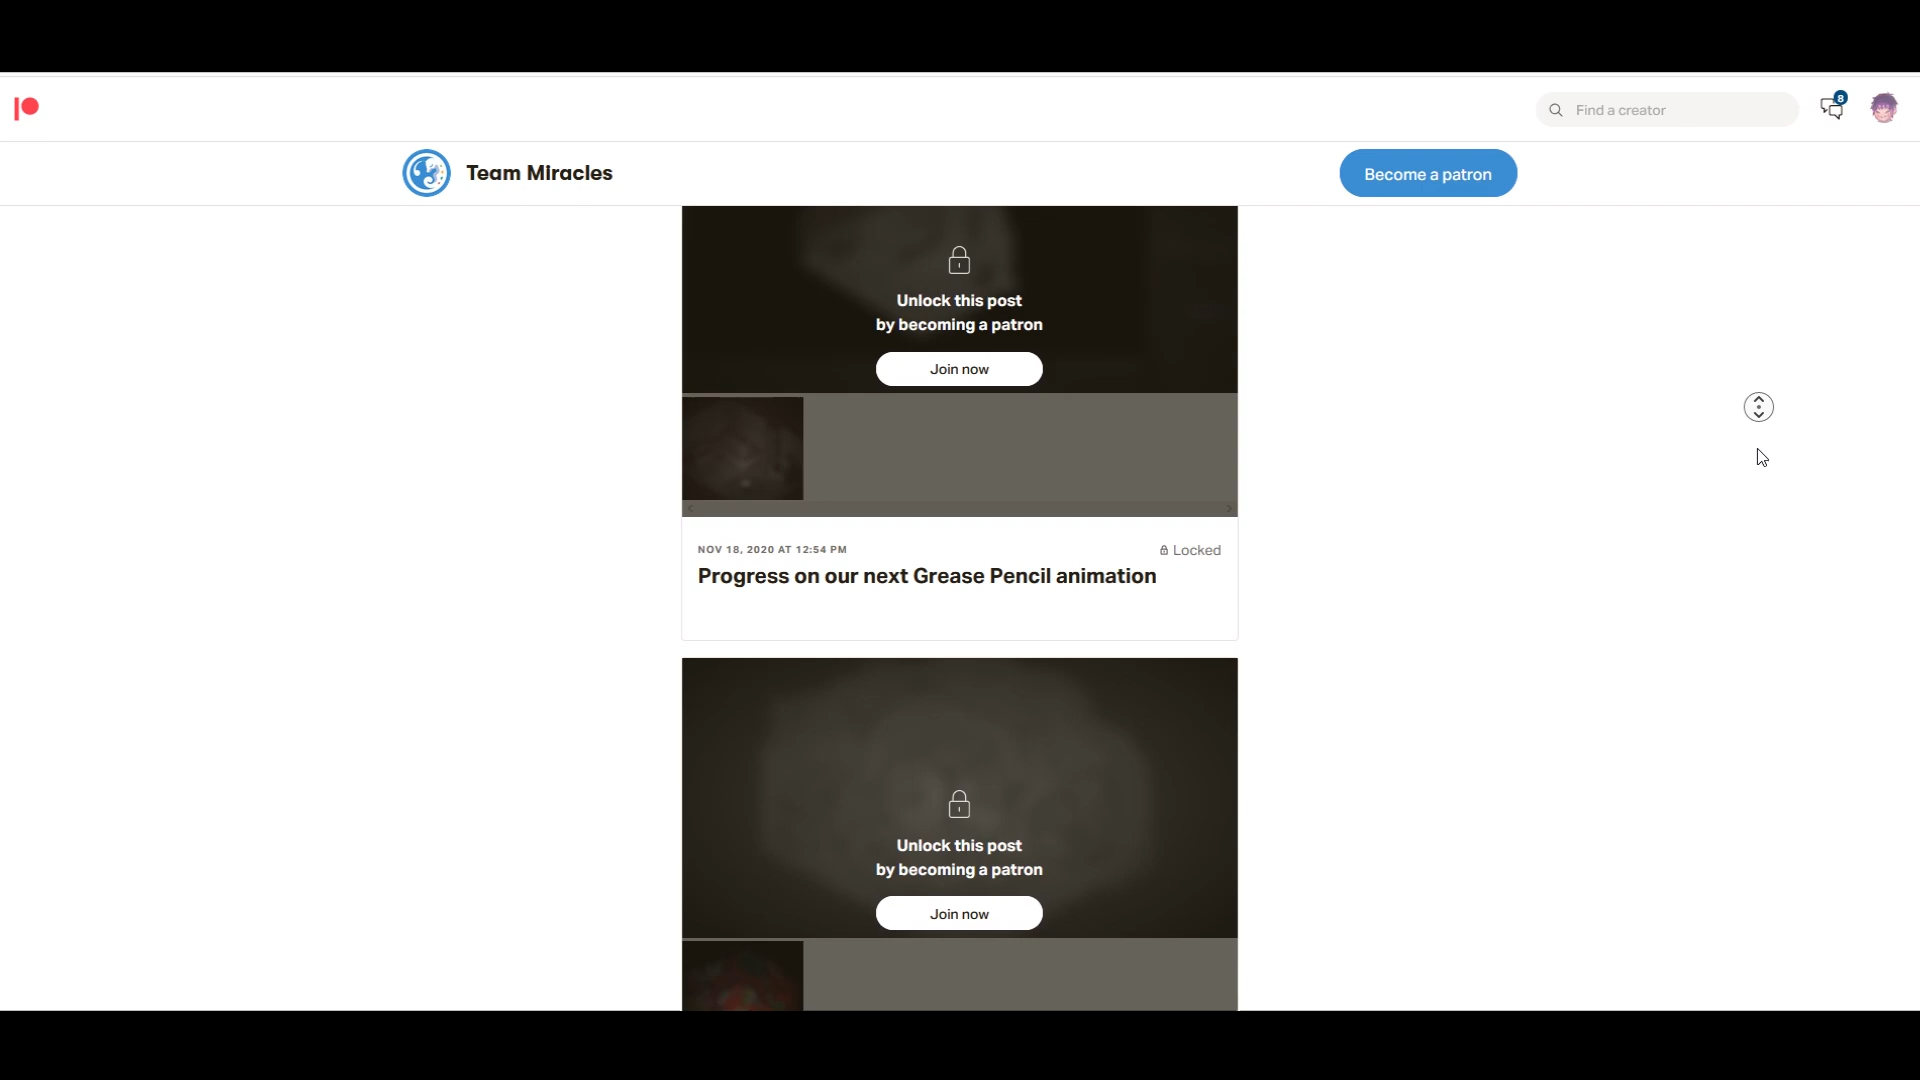 Find a creator
8
Team MIracles
Become a patron
Unlock this post
by becoming a patron
Join now
NOV 18, 2020 AT 12:54 PM
Locked
Progress on our next Grease Pencil animation
Unlock this post
by becoming a patron
Join now